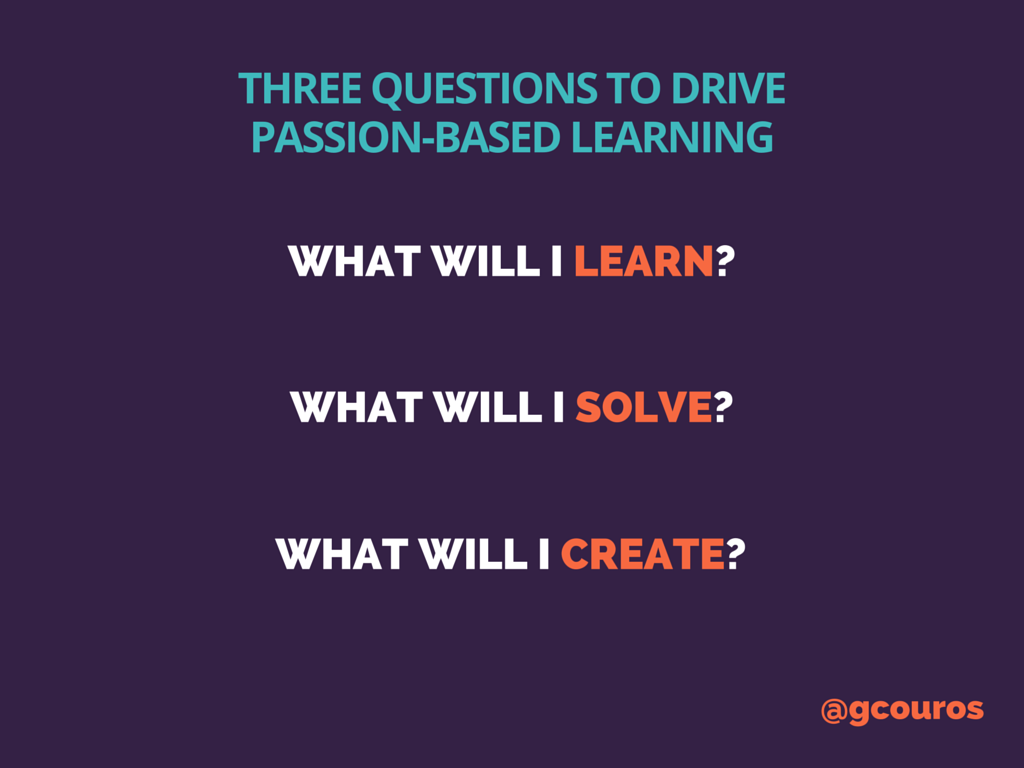 THREE QUESTIONS TO DRIVE
PASSION-BASED LEARNING
WHAT WILL I LEARN?
WHAT WILL I SOLVE?
WHAT WILL I CREATE?
@gcouros